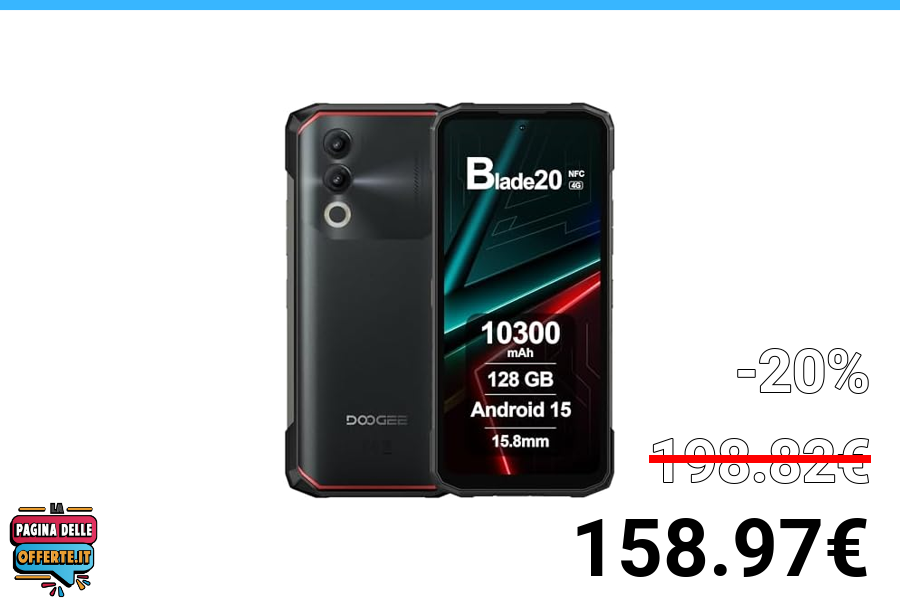 Blade20
NFC
4G
10300
mAh
128 GB
Android 15
15.8mm
DOOGEE
-20%
198.82€
158.97€
LA
PAGINA DELLE
OFFERTE.IT